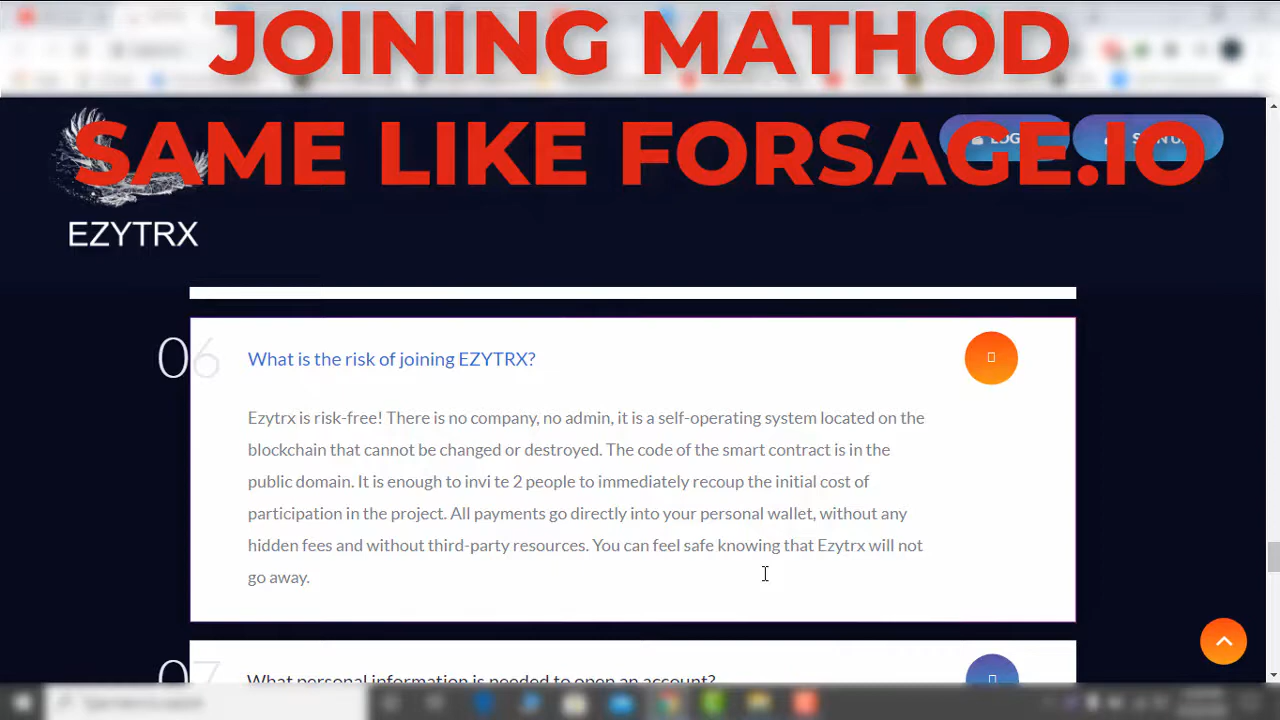 JOINING MATHOD
SAME LIKE FORSAGE.IO
EZYTRX
06
What is the risk of joining EZYTRX?
Ezytrx is risk-free! There is no company, no admin, it is a self-operating system located on the
blockchain that cannot be changed or destroyed. The code of the smart contract is in the
public domain. It is enough to invi te 2 people to immediately recoup the initial cost of
participation in the project. All payments go directly into your personal wallet, without any
hidden fees and without third-party resources. You can feel safe knowing that Ezytrx will not
go away.
07
What personal information is needed to open an account?